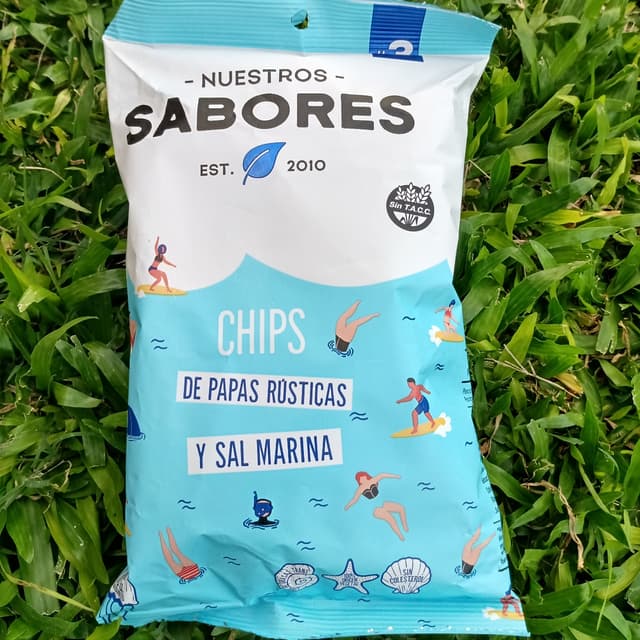 - NUESTROS -
SABORES
EST. 2010
Sin T.A.C.C.
CHIPS
DE PAPAS RÚSTICAS
Y SAL MARINA
SIN
COLESTEROL